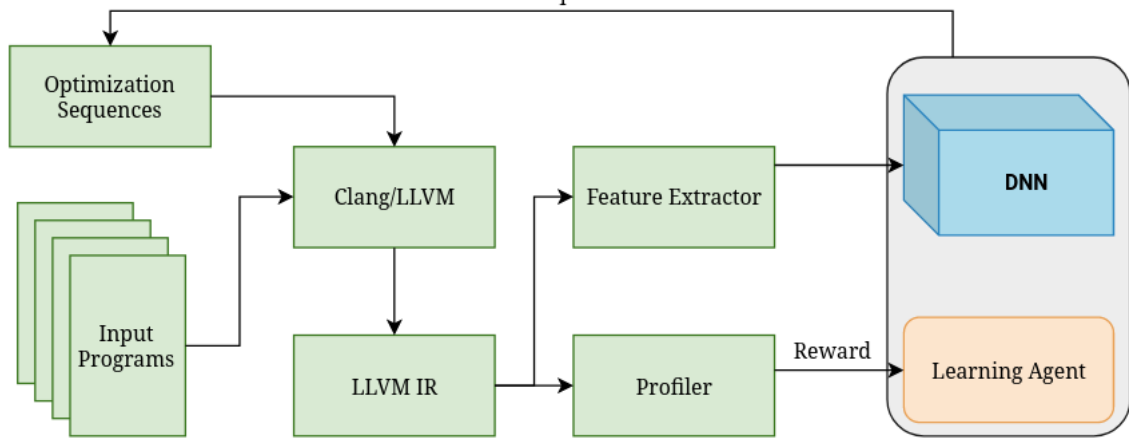 Optimization
Sequences
Clang/LLVM
Feature Extractor
DNN
Input
Programs
LLVM IR
Profiler
Reward
Learning Agent